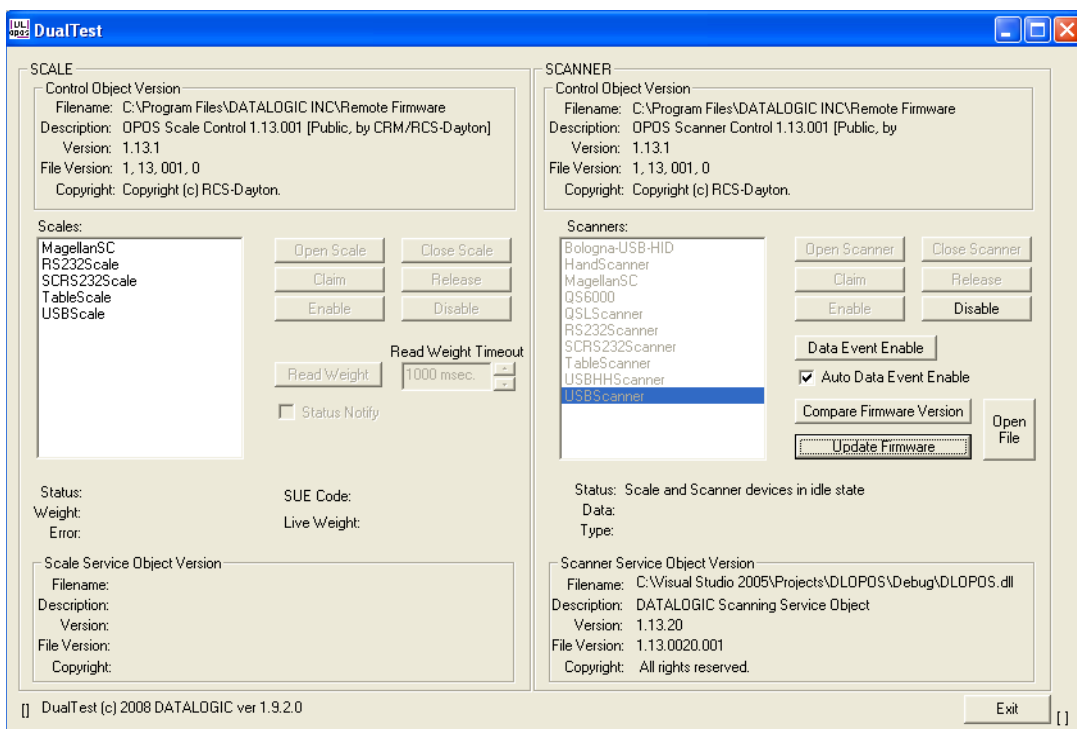 DualTest
SCALE
Control Object Version
Filename: C:\Program Files\DATALOGIC INC\Remote Firmware
Description: OPOS Scale Control 1.13.001 [Public, by CRM/RCS-Dayton]
Version: 1.13.1
File Version: 1, 13, 001, 0
Copyright: Copyright (c) RCS-Dayton.
Scales:
MagellanSC
RS232Scale
SCRS232Scale
TableScale
USBScale
Open Scale Close Scale
Claim Release
Enable Disable
Read Weight Timeout
Read Weight 1000 msec.
Status Notify
Status:
Weight:
Error:
SUE Code:
Live Weight:
Scale Service Object Version
Filename:
Description:
Version:
File Version:
Copyright:
SCANNER
Control Object Version
Filename: C:\Program Files\DATALOGIC INC\Remote Firmware
Description: OPOS Scanner Control 1.13.001 [Public, by
Version: 1.13.1
File Version: 1, 13, 001, 0
Copyright: Copyright (c) RCS-Dayton.
Scanners:
Bologna-USB-HID
HandScanner
MagellanSC
QS6000
QSLScanner
RS232Scanner
SCRS232Scanner
TableScanner
USBHHScanner
USBScanner
Open Scanner Close Scanner
Claim Release
Enable Disable
Data Event Enable
Auto Data Event Enable
Compare Firmware Version
Update Firmware
Open
File
Status: Scale and Scanner devices in idle state
Data:
Type:
Scanner Service Object Version
Filename: C:\Visual Studio 2005\Projects\DLOPOS\Debug\DLOPOS.dll
Description: DATALOGIC Scanning Service Object
Version: 1.13.20
File Version: 1.13.0020.001
Copyright: All rights reserved.
[] DualTest (c) 2008 DATALOGIC ver 1.9.2.0
Exit
[ ]